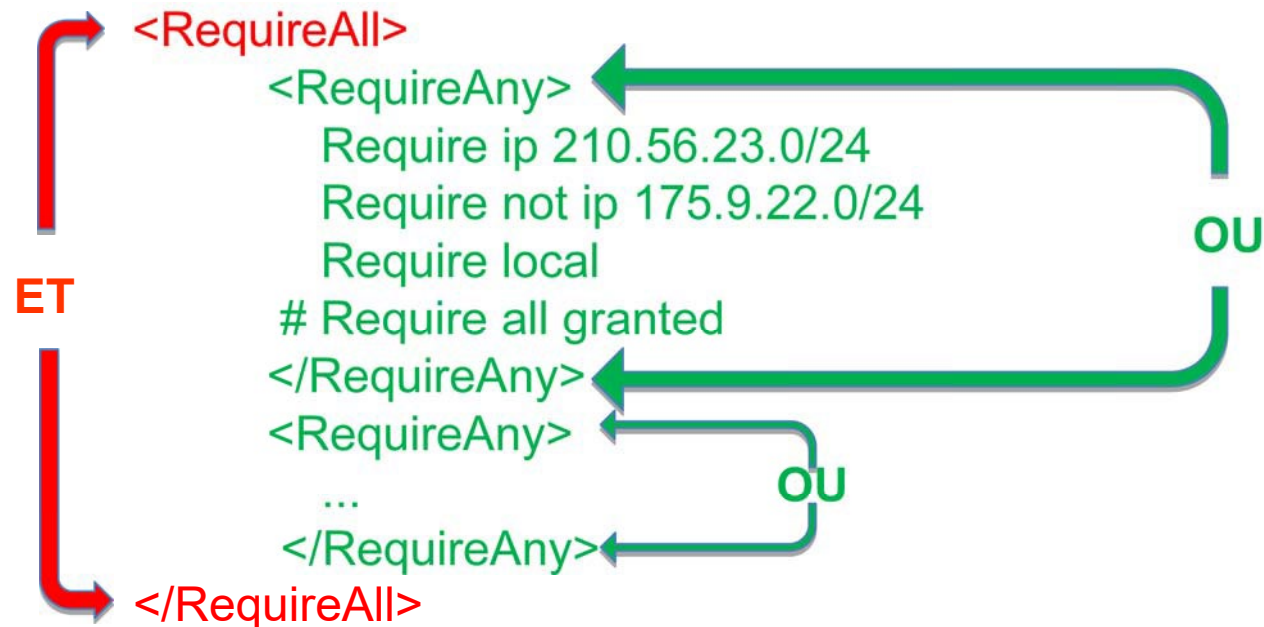 <RequireAll>
<RequireAny>
Require ip 210.56.23.0/24
Require not ip 175.9.22.0/24
OU
Require local
ET
# Require all granted
</RequireAny>
<RequireAny>
...
OU
</RequireAny>
</RequireAll>